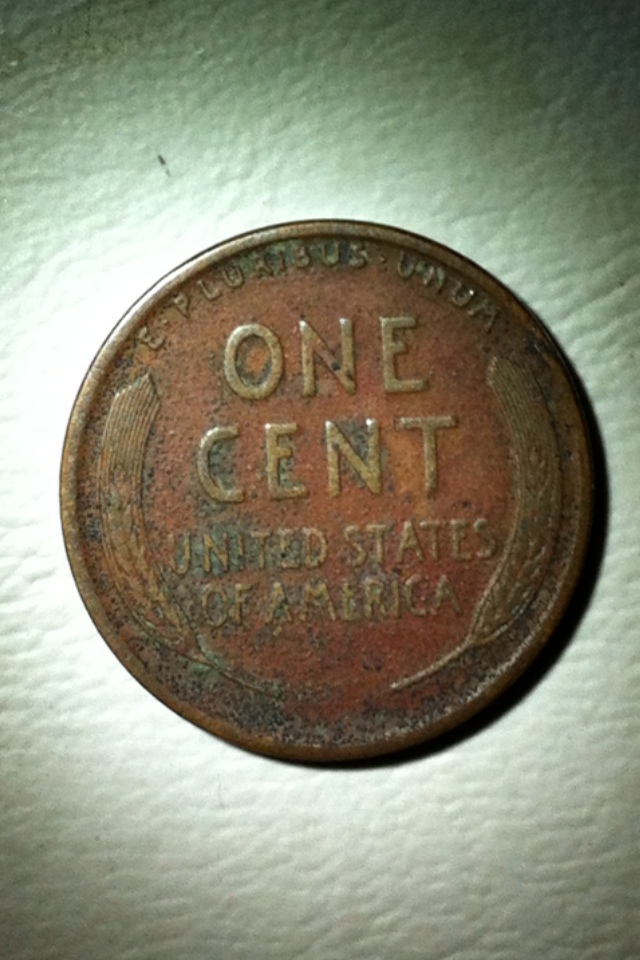 E·PLURIBUS·UNUM
ONE
CENT
UNITED STATES
OF AMERICA